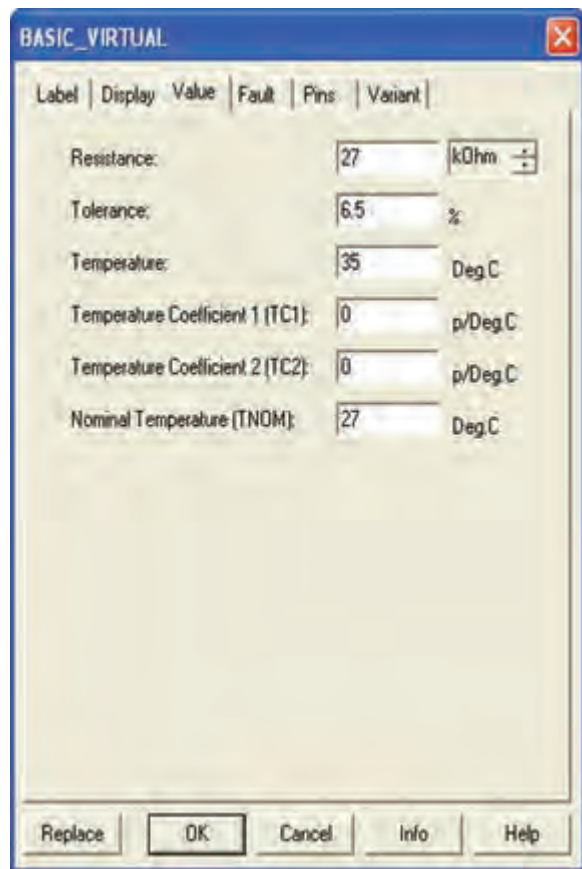 BASIC_VIRTUAL
Label Display Value Fault Pins Variant
Resistance: 27 kOhm
Tolerance: 6.5 %
Temperature: 35 Deg.C
Temperature Coefficient 1 (TC1): 0 p/Deg.C
Temperature Coefficient 2 (TC2): 0 p/Deg.C
Nominal Temperature (TNOM): 27 Deg.C
Replace OK Cancel Info Help